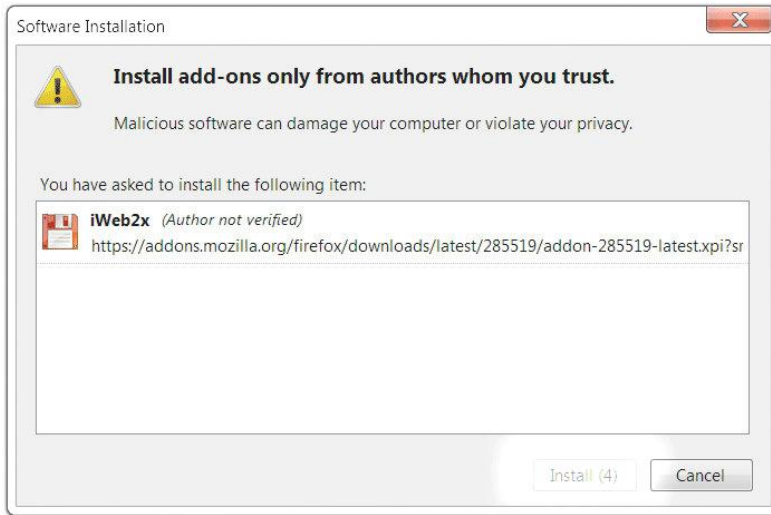 Software Installation
Install add-ons only from authors whom you trust.
Malicious software can damage your computer or violate your privacy.
You have asked to install the following item:
iWeb2x (Author not verified)
https://addons.mozilla.org/firefox/downloads/latest/285519/addon-285519-latest.xpi?sr
Install (4)
Cancel